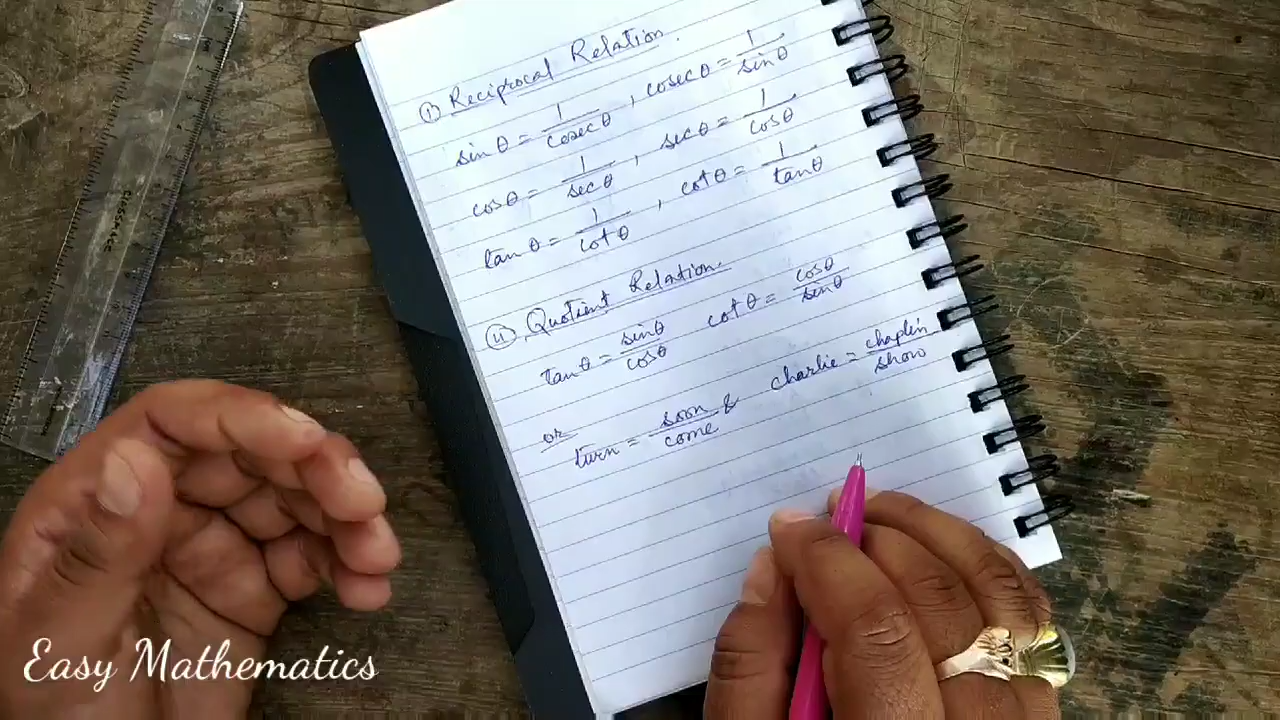 (i) Reciprocal Relation.
sin θ = 1/cosec θ , cosec θ = 1/sin θ
cos θ = 1/sec θ , sec θ = 1/cos θ
tan θ = 1/cot θ , cot θ = 1/tan θ
(ii) Quotient Relation.
tan θ = sin θ/cos θ cot θ = cos θ/sin θ
or
turn = soon/come & charlie = chaplin/show
Classmate
Easy Mathematics